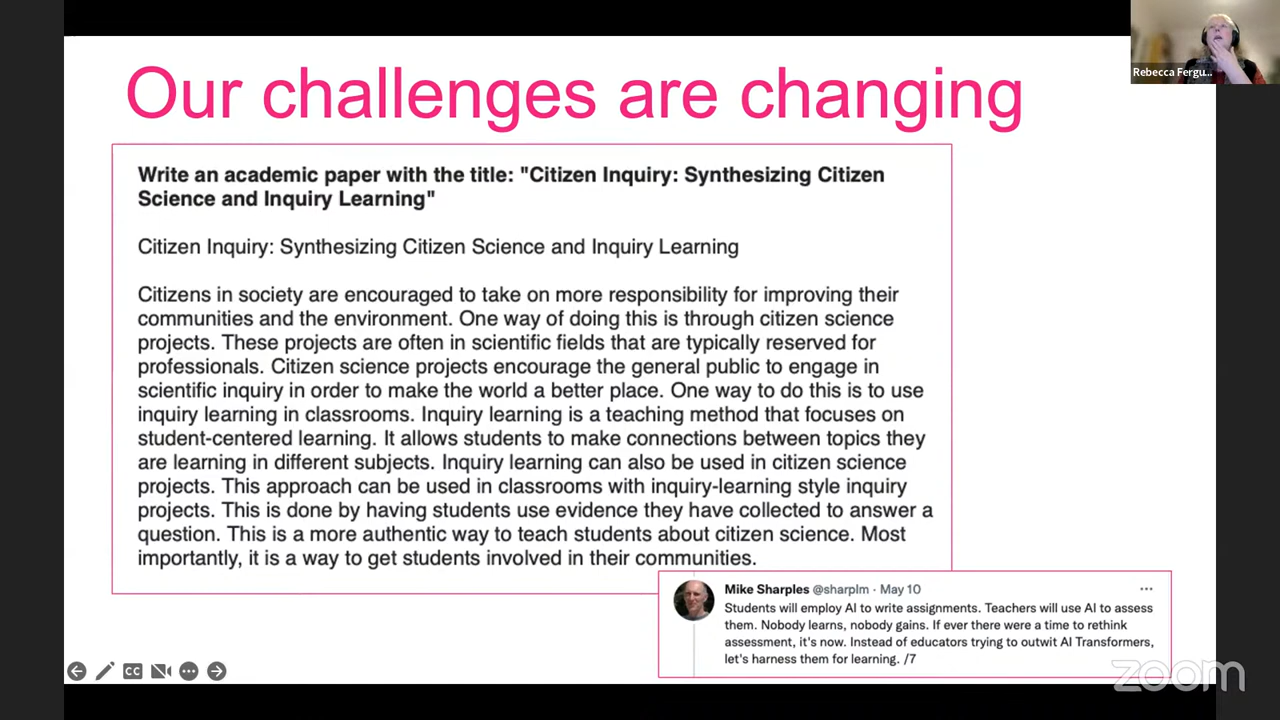 Our challenges are changing
Rebecca Fergu...
Write an academic paper with the title: "Citizen Inquiry: Synthesizing Citizen
Science and Inquiry Learning"
Citizen Inquiry: Synthesizing Citizen Science and Inquiry Learning
Citizens in society are encouraged to take on more responsibility for improving their
communities and the environment. One way of doing this is through citizen science
projects. These projects are often in scientific fields that are typically reserved for
professionals. Citizen science projects encourage the general public to engage in
scientific inquiry in order to make the world a better place. One way to do this is to use
inquiry learning in classrooms. Inquiry learning is a teaching method that focuses on
student-centered learning. It allows students to make connections between topics they
are learning in different subjects. Inquiry learning can also be used in citizen science
projects. This approach can be used in classrooms with inquiry-learning style inquiry
projects. This is done by having students use evidence they have collected to answer a
question. This is a more authentic way to teach students about citizen science. Most
importantly, it is a way to get students involved in their communities.
Mike Sharples @sharplm · May 10
Students will employ AI to write assignments. Teachers will use AI to assess
them. Nobody learns, nobody gains. If ever there were a time to rethink
assessment, it's now. Instead of educators trying to outwit AI Transformers,
let's harness them for learning. /7
CC
zoom